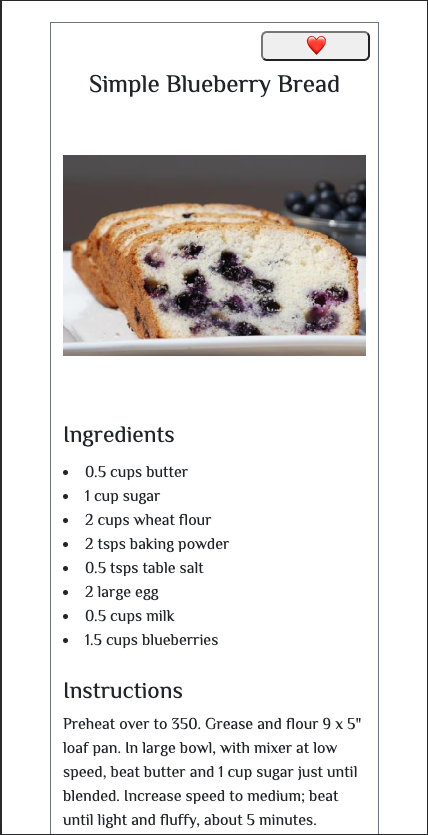 Simple Blueberry Bread
Ingredients
• 0.5 cups butter
• 1 cup sugar
• 2 cups wheat flour
• 2 tsps baking powder
• 0.5 tsps table salt
• 2 large egg
• 0.5 cups milk
• 1.5 cups blueberries
Instructions
Preheat over to 350. Grease and flour 9 x 5"
loaf pan. In large bowl, with mixer at low
speed, beat butter and 1 cup sugar just until
blended. Increase speed to medium; beat
until light and fluffy, about 5 minutes.